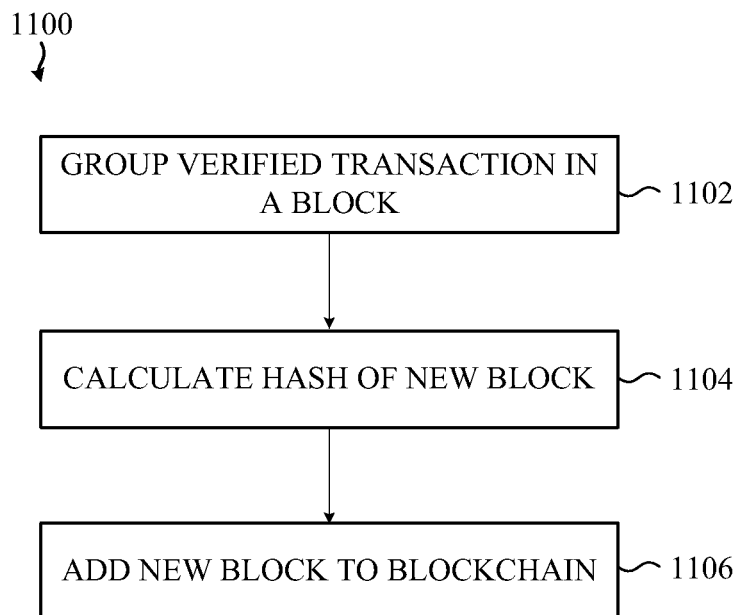 1100
GROUP VERIFIED TRANSACTION IN
A BLOCK
1102
CALCULATE HASH OF NEW BLOCK
1104
ADD NEW BLOCK TO BLOCKCHAIN
1106